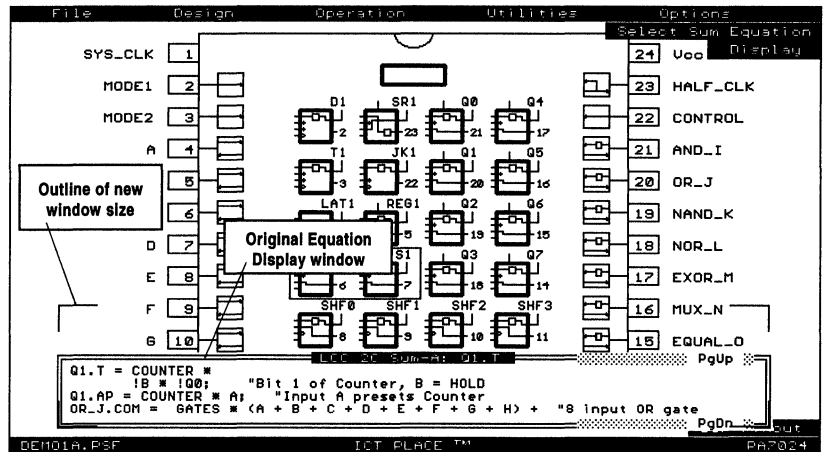 File Design Operation Utilities Options
Select Sum Equation
Display
SYS_CLK 1
24 Vcc
MODE1 2
23 HALF_CLK
MODE2 3
22 CONTROL
A 4
21 AND_I
5
20 OR_J
6
19 NAND_K
D 7
18 NOR_L
E 8
17 EXOR_M
F 9
16 MUX_N
G 10
15 EQUAL_O
D1 SR1 Q0 Q4
2 23 21 17
T1 JK1 Q1 Q5
3 22 20 16
LAT1 REG1 Q2 Q6
5 19 15
S1 Q3 Q7
6 7 18 14
SHF0 SHF1 SHF2 SHF3
8 9 10 11
Outline of new
window size
Original Equation
Display window
LCC 2C Sum-A: Q1.T
PgUp
Q1.T = COUNTER *
!B * !Q0; "Bit 1 of Counter, B = HOLD
Q1.AP = COUNTER * A; "Input A presets Counter
OR_J.COM = GATES * (A + B + C + D + E + F + G + H) + "8 input OR gate
PgDn
out
DEMO1A.PSF ICT PLACE ™ PA7024